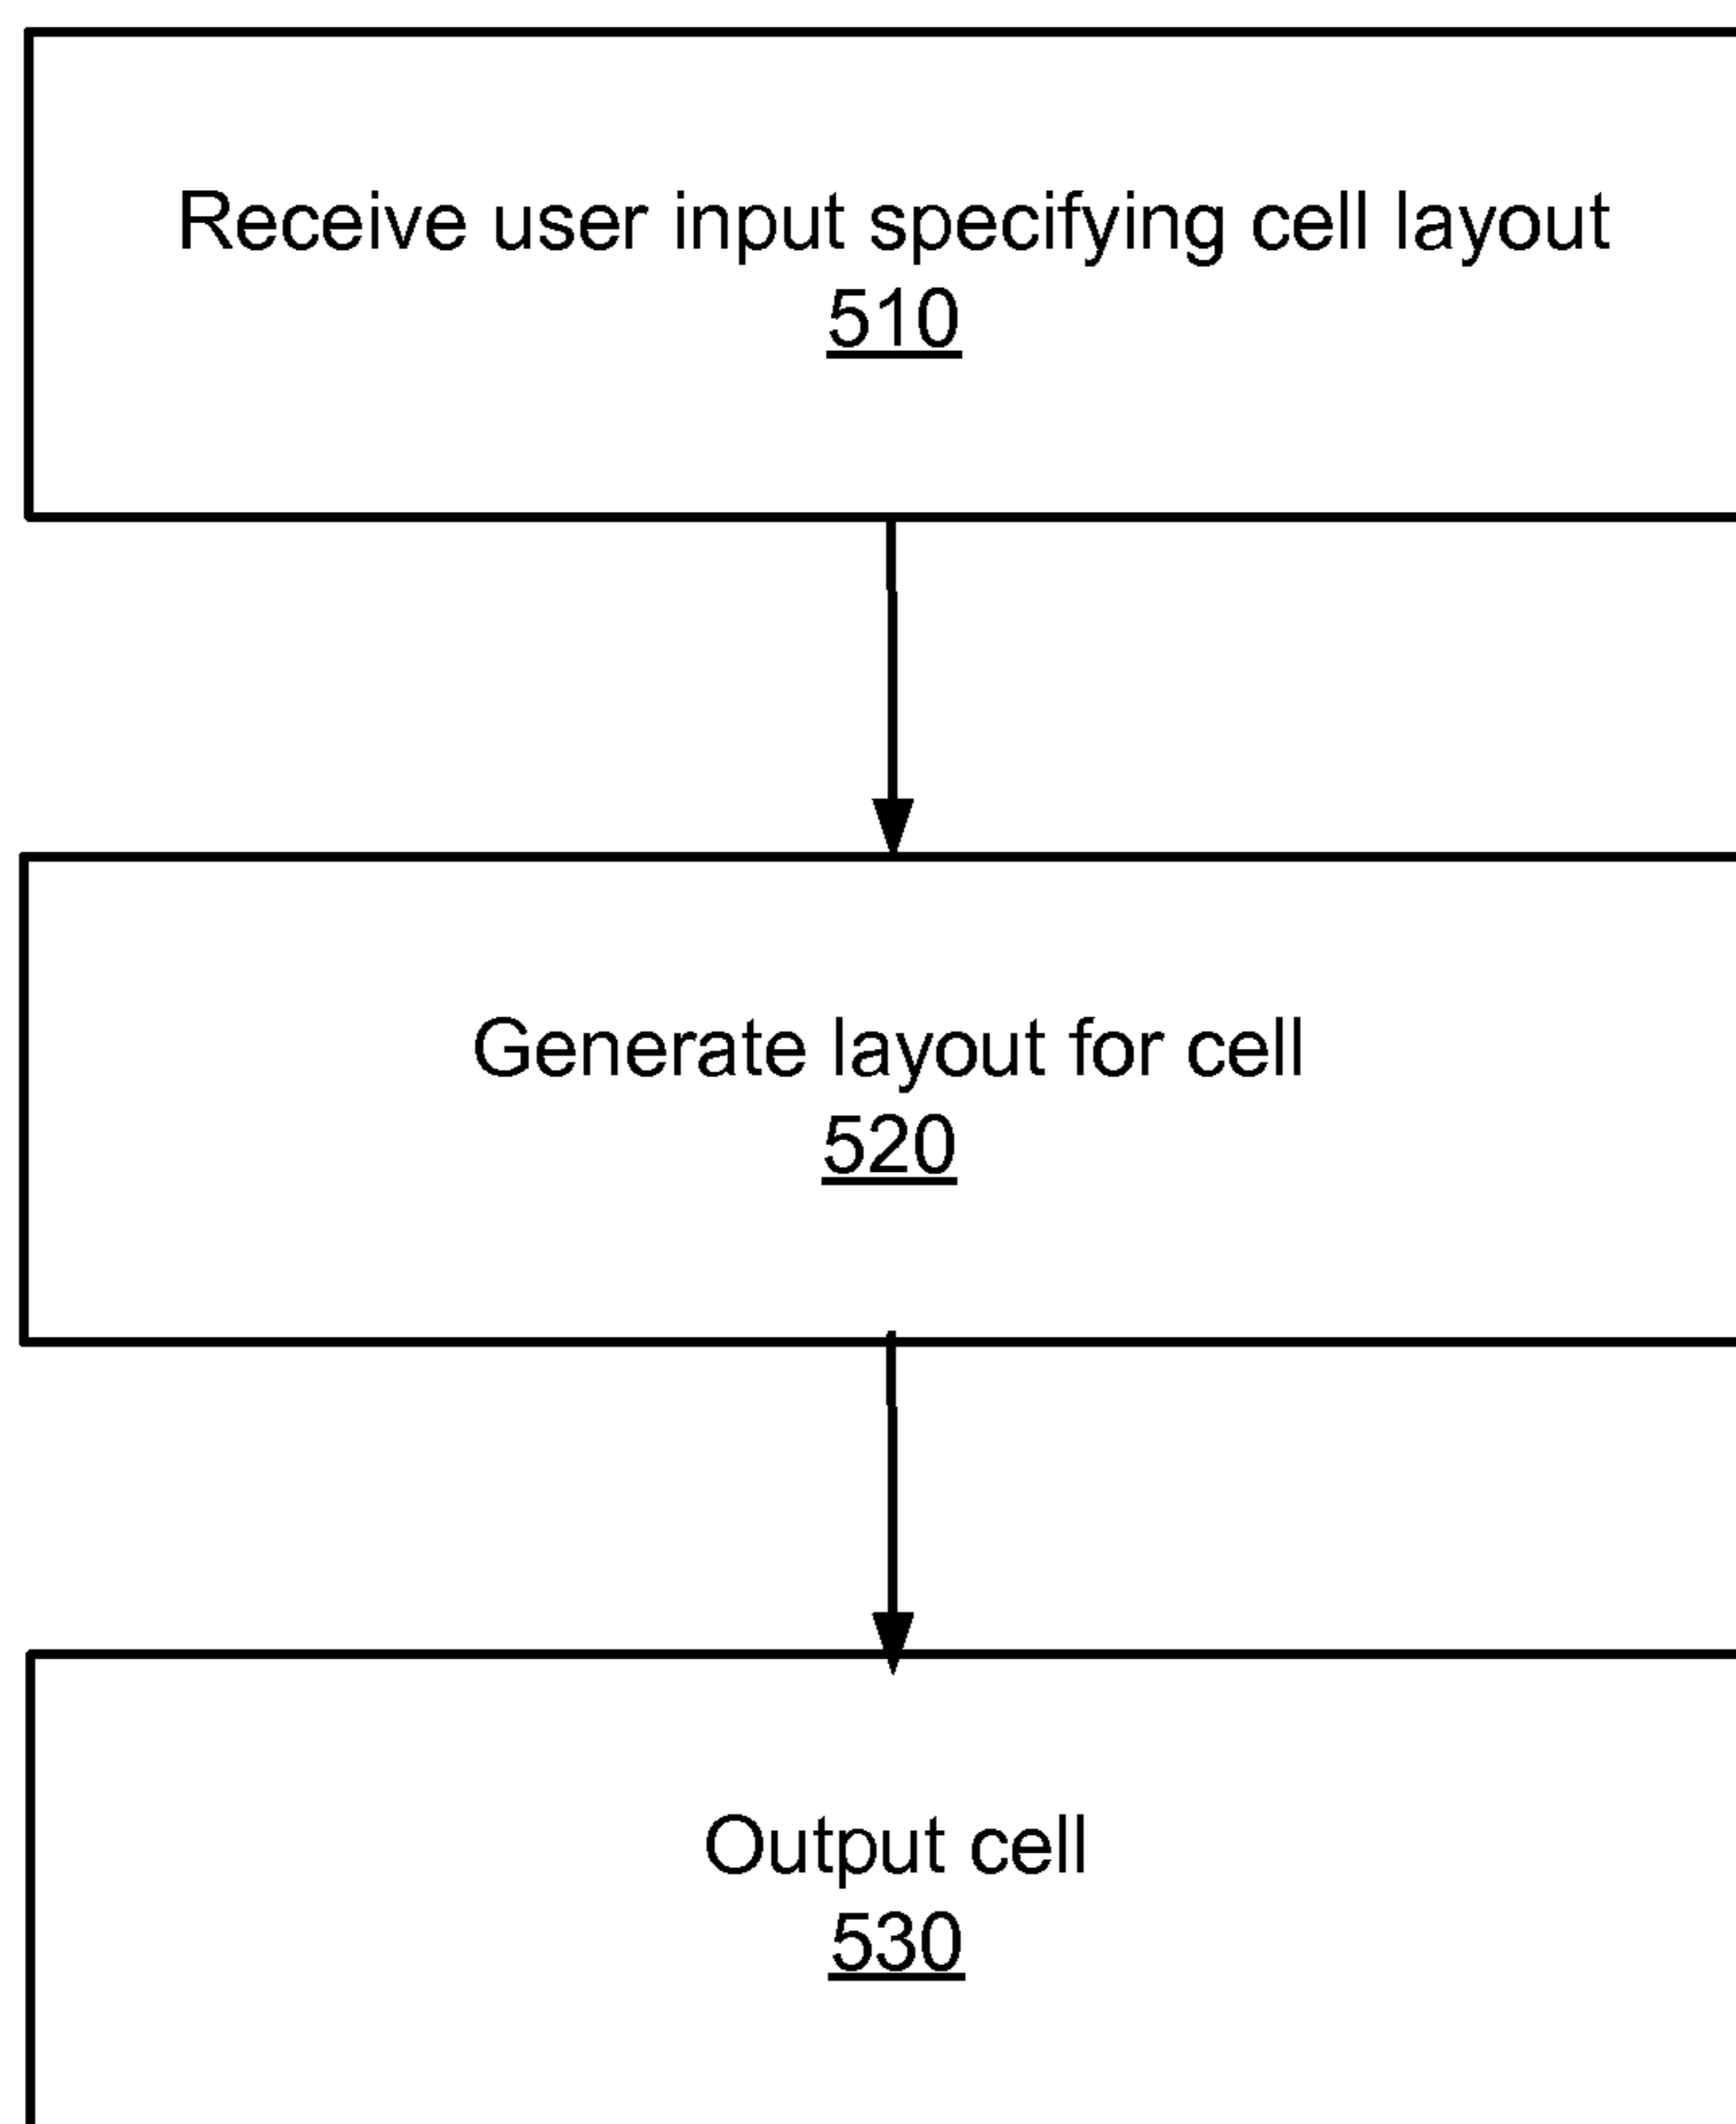 Receive user input specifying cell layout
510
Generate layout for cell
520
Output cell
530